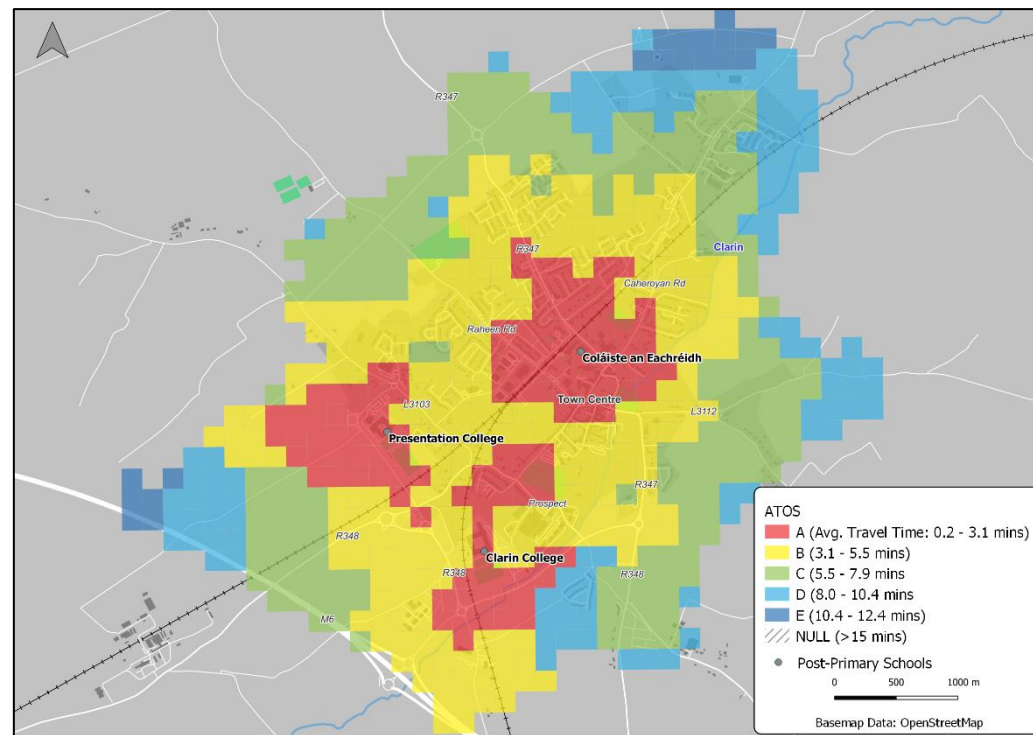 R347
Clarin
R347
Caheroyan Rd
Raheen Rd
Coláiste an Eachréidh
L3103
Town Centre
L3112
Presentation College
Prospect
R347
R348
Clarin College
R348
R348
M6
ATOS
A (Avg. Travel Time: 0.2 - 3.1 mins)
B (3.1 - 5.5 mins)
C (5.5 - 7.9 mins
D (8.0 - 10.4 mins
E (10.4 - 12.4 mins)
NULL (>15 mins)
Post-Primary Schools
0 500 1000 m
Basemap Data: OpenStreetMap